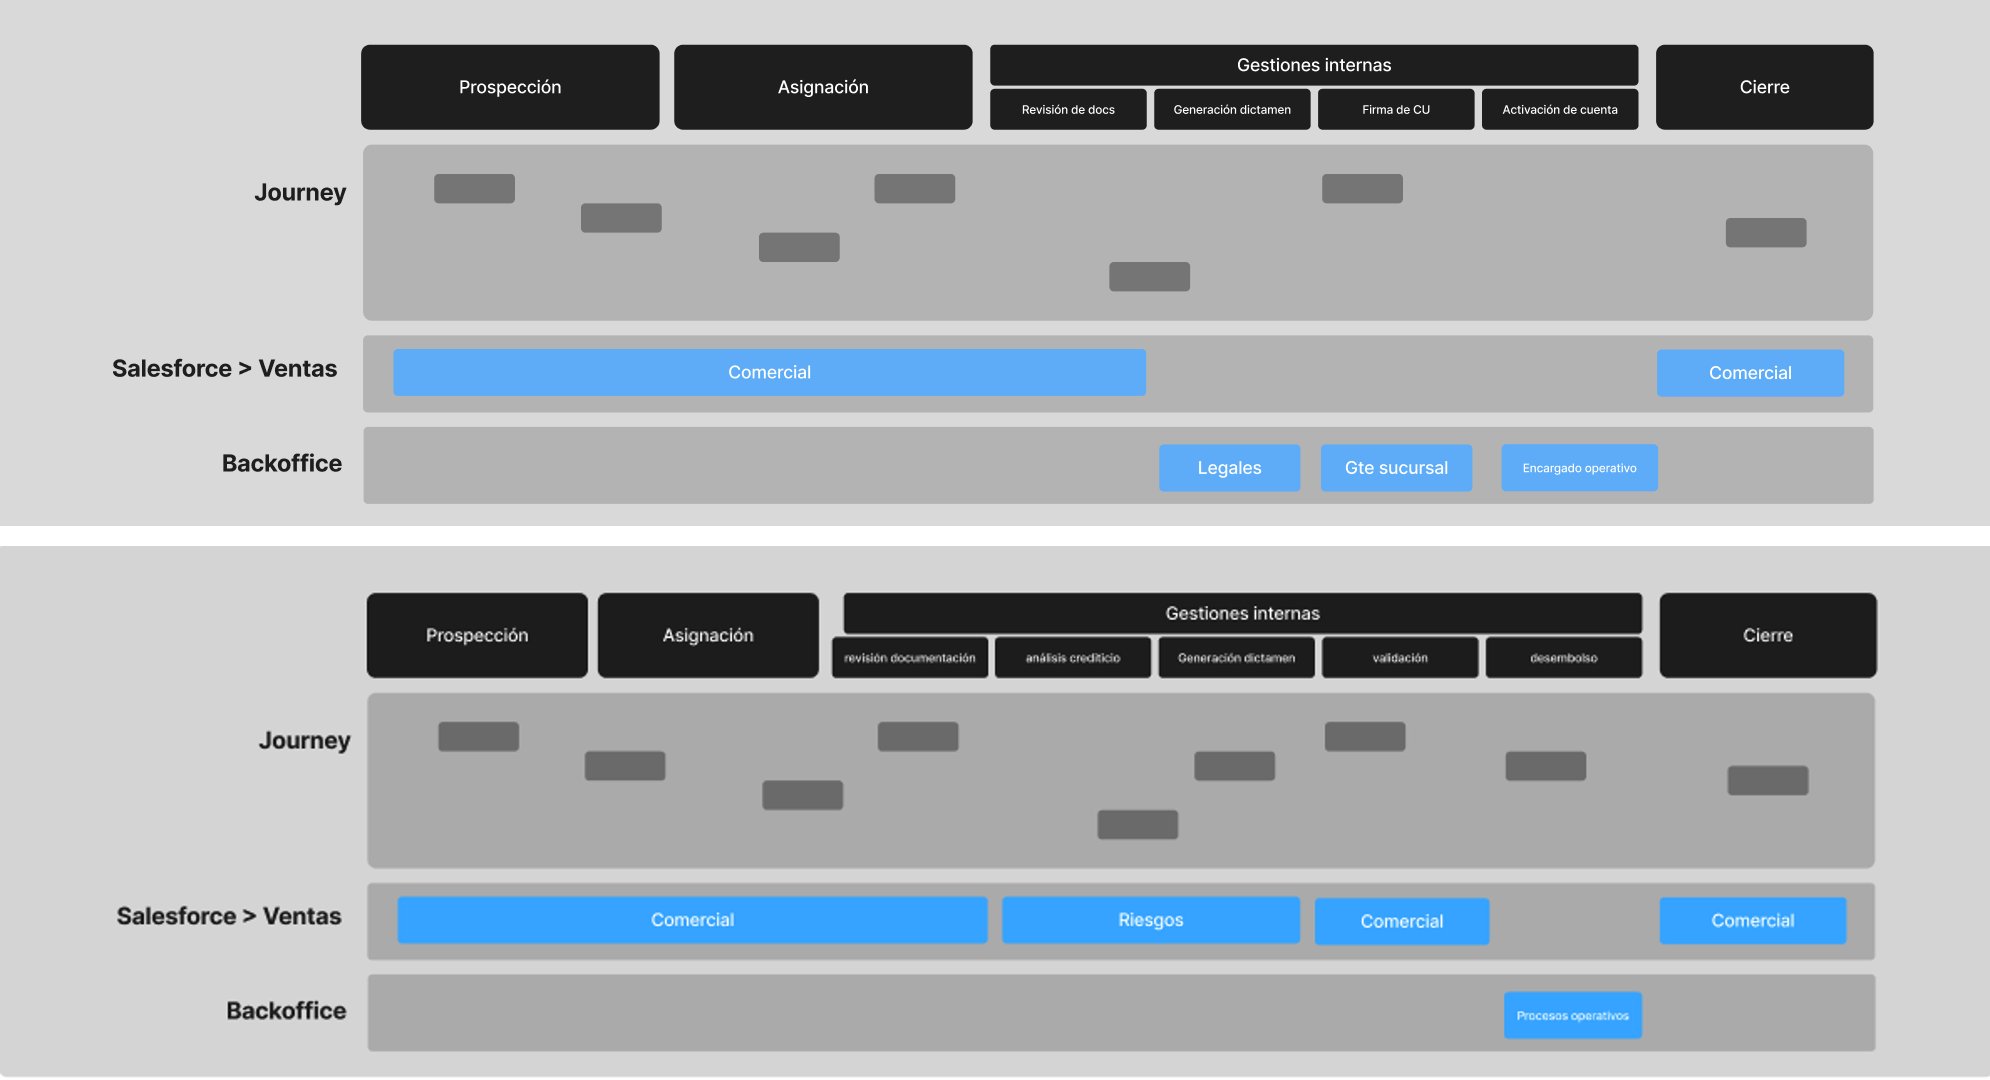 Prospección
Asignación
Gestiones internas
Revisión de docs
Generación dictamen
Firma de CU
Activación de cuenta
Cierre
Journey
Salesforce > Ventas
Comercial
Comercial
Backoffice
Legales
Gte sucursal
Encargado operativo
Prospección
Asignación
Gestiones internas
revisión documentación
análisis crediticio
Generación dictamen
validación
desembolso
Cierre
Journey
Salesforce > Ventas
Comercial
Riesgos
Comercial
Comercial
Backoffice
Procesos operativos